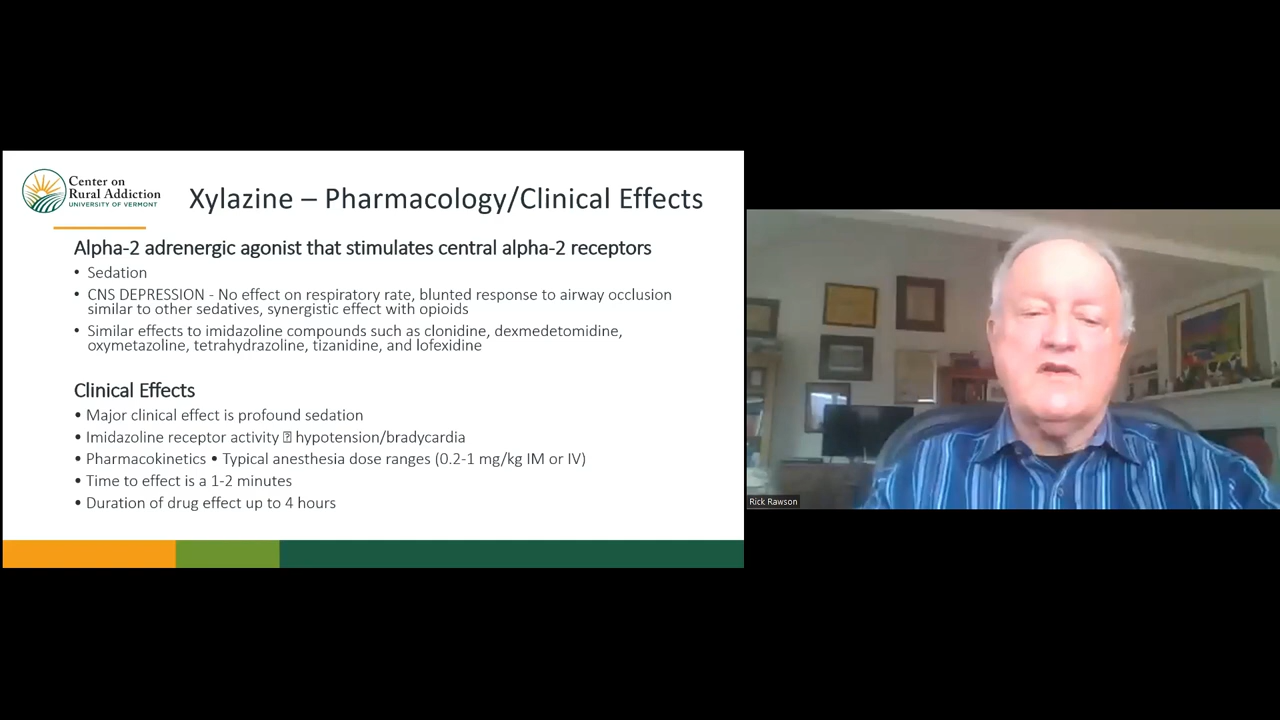 Center on
Rural Addiction
UNIVERSITY OF VERMONT
Xylazine – Pharmacology/Clinical Effects
Alpha-2 adrenergic agonist that stimulates central alpha-2 receptors
• Sedation
• CNS DEPRESSION - No effect on respiratory rate, blunted response to airway occlusion
similar to other sedatives, synergistic effect with opioids
• Similar effects to imidazoline compounds such as clonidine, dexmedetomidine,
oxymetazoline, tetrahydrazoline, tizanidine, and lofexidine
Clinical Effects
• Major clinical effect is profound sedation
• Imidazoline receptor activity ⍰ hypotension/bradycardia
• Pharmacokinetics • Typical anesthesia dose ranges (0.2-1 mg/kg IM or IV)
• Time to effect is a 1-2 minutes
• Duration of drug effect up to 4 hours
Rick Rawson